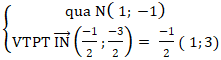 qua N( 1; −1)
VTPT IN⃗ (−1/2 ; −3/2) = −1/2 ( 1; 3)